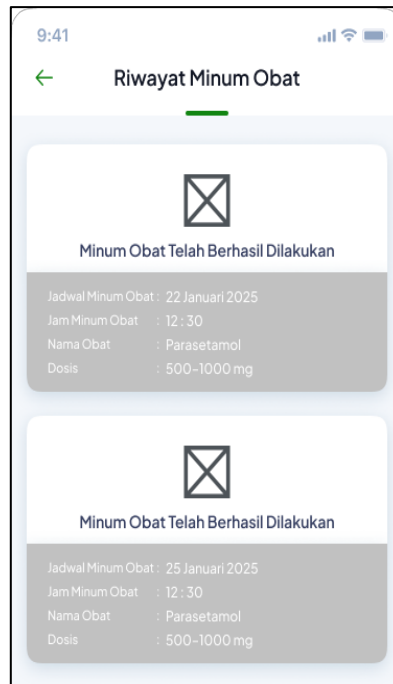 9:41
Riwayat Minum Obat
Minum Obat Telah Berhasil Dilakukan
Jadwal Minum Obat : 22 Januari 2025
Jam Minum Obat : 12 : 30
Nama Obat : Parasetamol
Dosis : 500-1000 mg
Minum Obat Telah Berhasil Dilakukan
Jadwal Minum Obat : 25 Januari 2025
Jam Minum Obat : 12 : 30
Nama Obat : Parasetamol
Dosis : 500-1000 mg